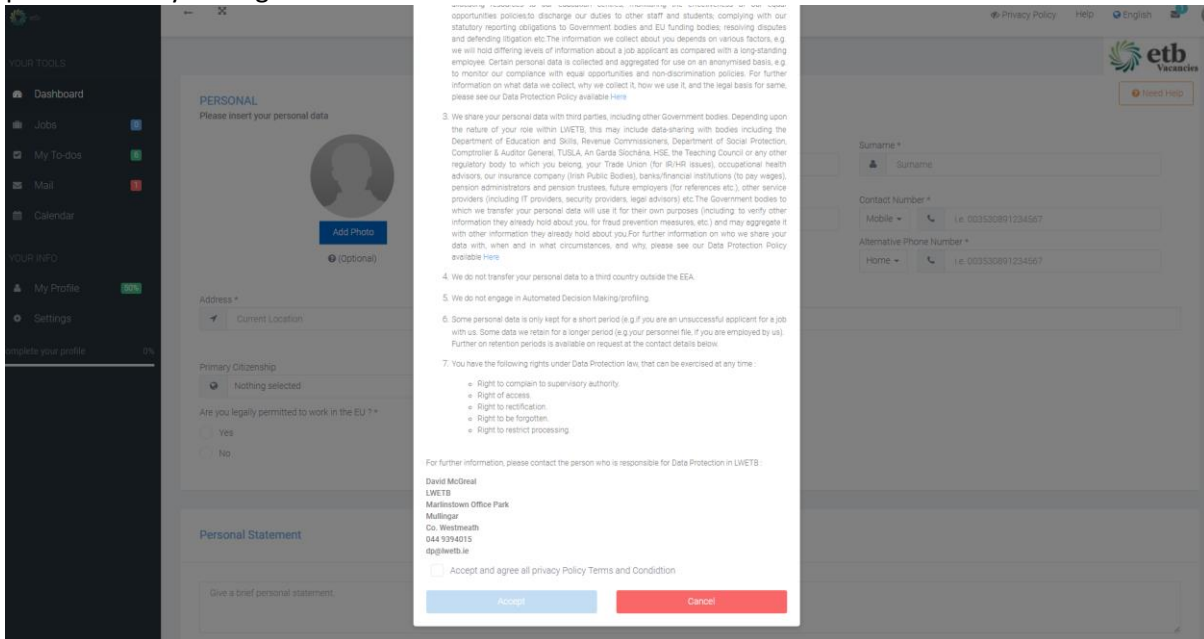 etb
Privacy Policy
Help
English
YOUR TOOLS
Dashboard
Jobs 0
My To-dos
Mail 1
Calendar
YOUR INFO
My Profile 50%
Settings
omplete your profile 0%
etb
Vacancies
Need Help
PERSONAL
Please insert your personal data
Add Photo
(Optional)
Surname *
Surname
Contact Number *
Mobile
i.e. 003530891234567
Alternative Phone Number *
Home
i.e. 003530891234567
Address *
Current Location
Primary Citizenship
Nothing selected
Are you legally permitted to work in the EU ? *
Yes
No
Personal Statement
Give a brief personal statement.
opportunities policies;to discharge our duties to other staff and students; complying with our
statutory reporting obligations to Government bodies and EU funding bodies; resolving disputes
and defending litigation etc.The information we collect about you depends on various factors, e.g.
we will hold differing levels of information about a job applicant as compared with a long-standing
employee. Certain personal data is collected and aggregated for use on an anonymised basis, e.g.
to monitor our compliance with equal opportunities and non-discrimination policies. For further
information on what data we collect, why we collect it, how we use it, and the legal basis for same,
please see our Data Protection Policy available Here
3. We share your personal data with third parties, including other Government bodies. Depending upon
the nature of your role within LWETB, this may include data-sharing with bodies including the
Department of Education and Skills, Revenue Commissioners, Department of Social Protection,
Comptroller & Auditor General, TUSLA, An Garda Síochána, HSE, the Teaching Council or any other
regulatory body to which you belong, your Trade Union (for IR/HR issues), occupational health
advisors, our insurance company (Irish Public Bodies), banks/financial institutions (to pay wages),
pension administrators and pension trustees, future employers (for references etc.), other service
providers (including IT providers, security providers, legal advisors) etc.The Government bodies to
which we transfer your personal data will use it for their own purposes (including: to verify other
information they already hold about you, for fraud prevention measures, etc.) and may aggregate it
with other information they already hold about you.For further information on who we share your
data with, when and in what circumstances, and why, please see our Data Protection Policy
available Here
4. We do not transfer your personal data to a third country outside the EEA.
5. We do not engage in Automated Decision Making/profiling.
6. Some personal data is only kept for a short period (e.g.if you are an unsuccessful applicant for a job
with us. Some data we retain for a longer period (e.g.your personnel file, if you are employed by us).
Further on retention periods is available on request at the contact details below.
7. You have the following rights under Data Protection law, that can be exercised at any time :
Right to complain to supervisory authority.
Right of access.
Right to rectification.
Right to be forgotten.
Right to restrict processing.
For further information, please contact the person who is responsible for Data Protection in LWETB :
David McGreal
LWETB
Marlinstown Office Park
Mullingar
Co. Westmeath
044 9394015
dp@lwetb.ie
Accept and agree all privacy Policy Terms and Condidtion
Accept
Cancel